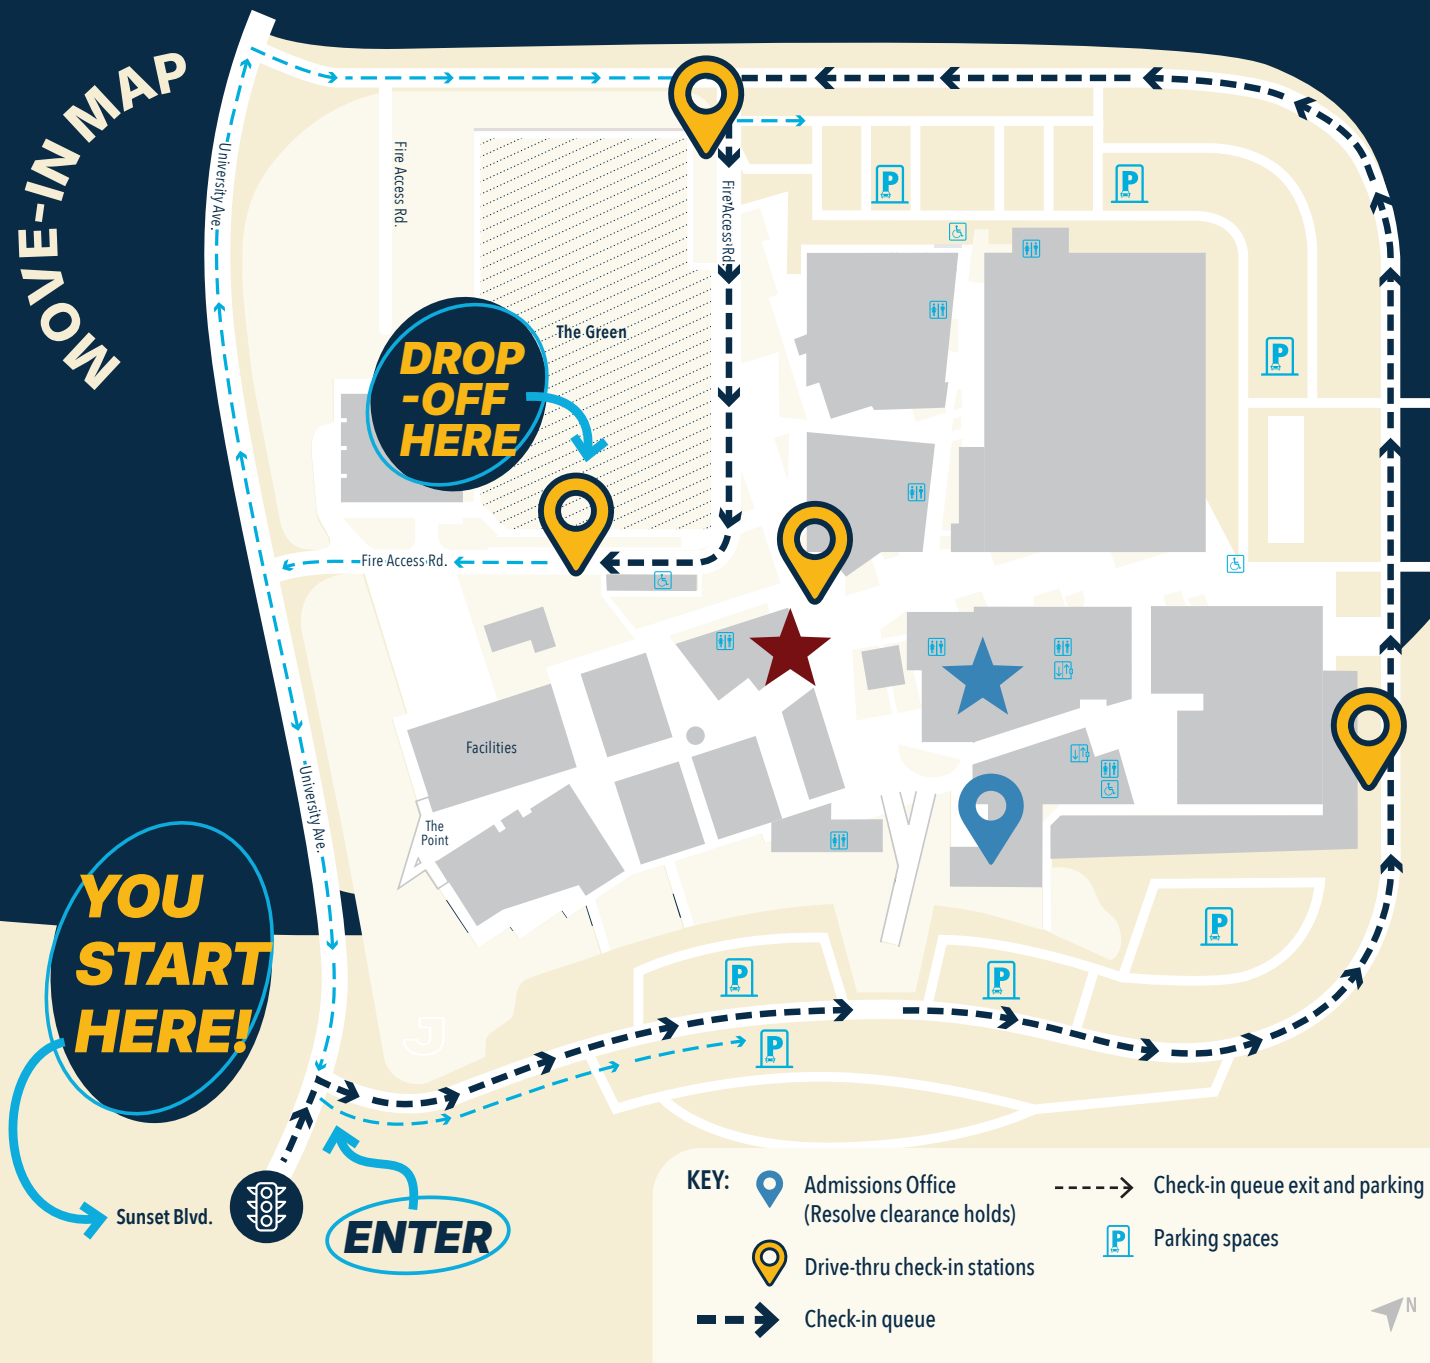 MOVE-IN MAP
University Ave.
Fire Access Rd.
Fire Access Rd.
The Green
DROP
-OFF
HERE
Fire Access Rd.
Facilities
The
Point
University Ave.
YOU
START
HERE!
J
Sunset Blvd.
ENTER
P
P
P
P
P
P
P
KEY:
Admissions Office
(Resolve clearance holds)
Drive-thru check-in stations
Check-in queue
Check-in queue exit and parking
P
Parking spaces
N